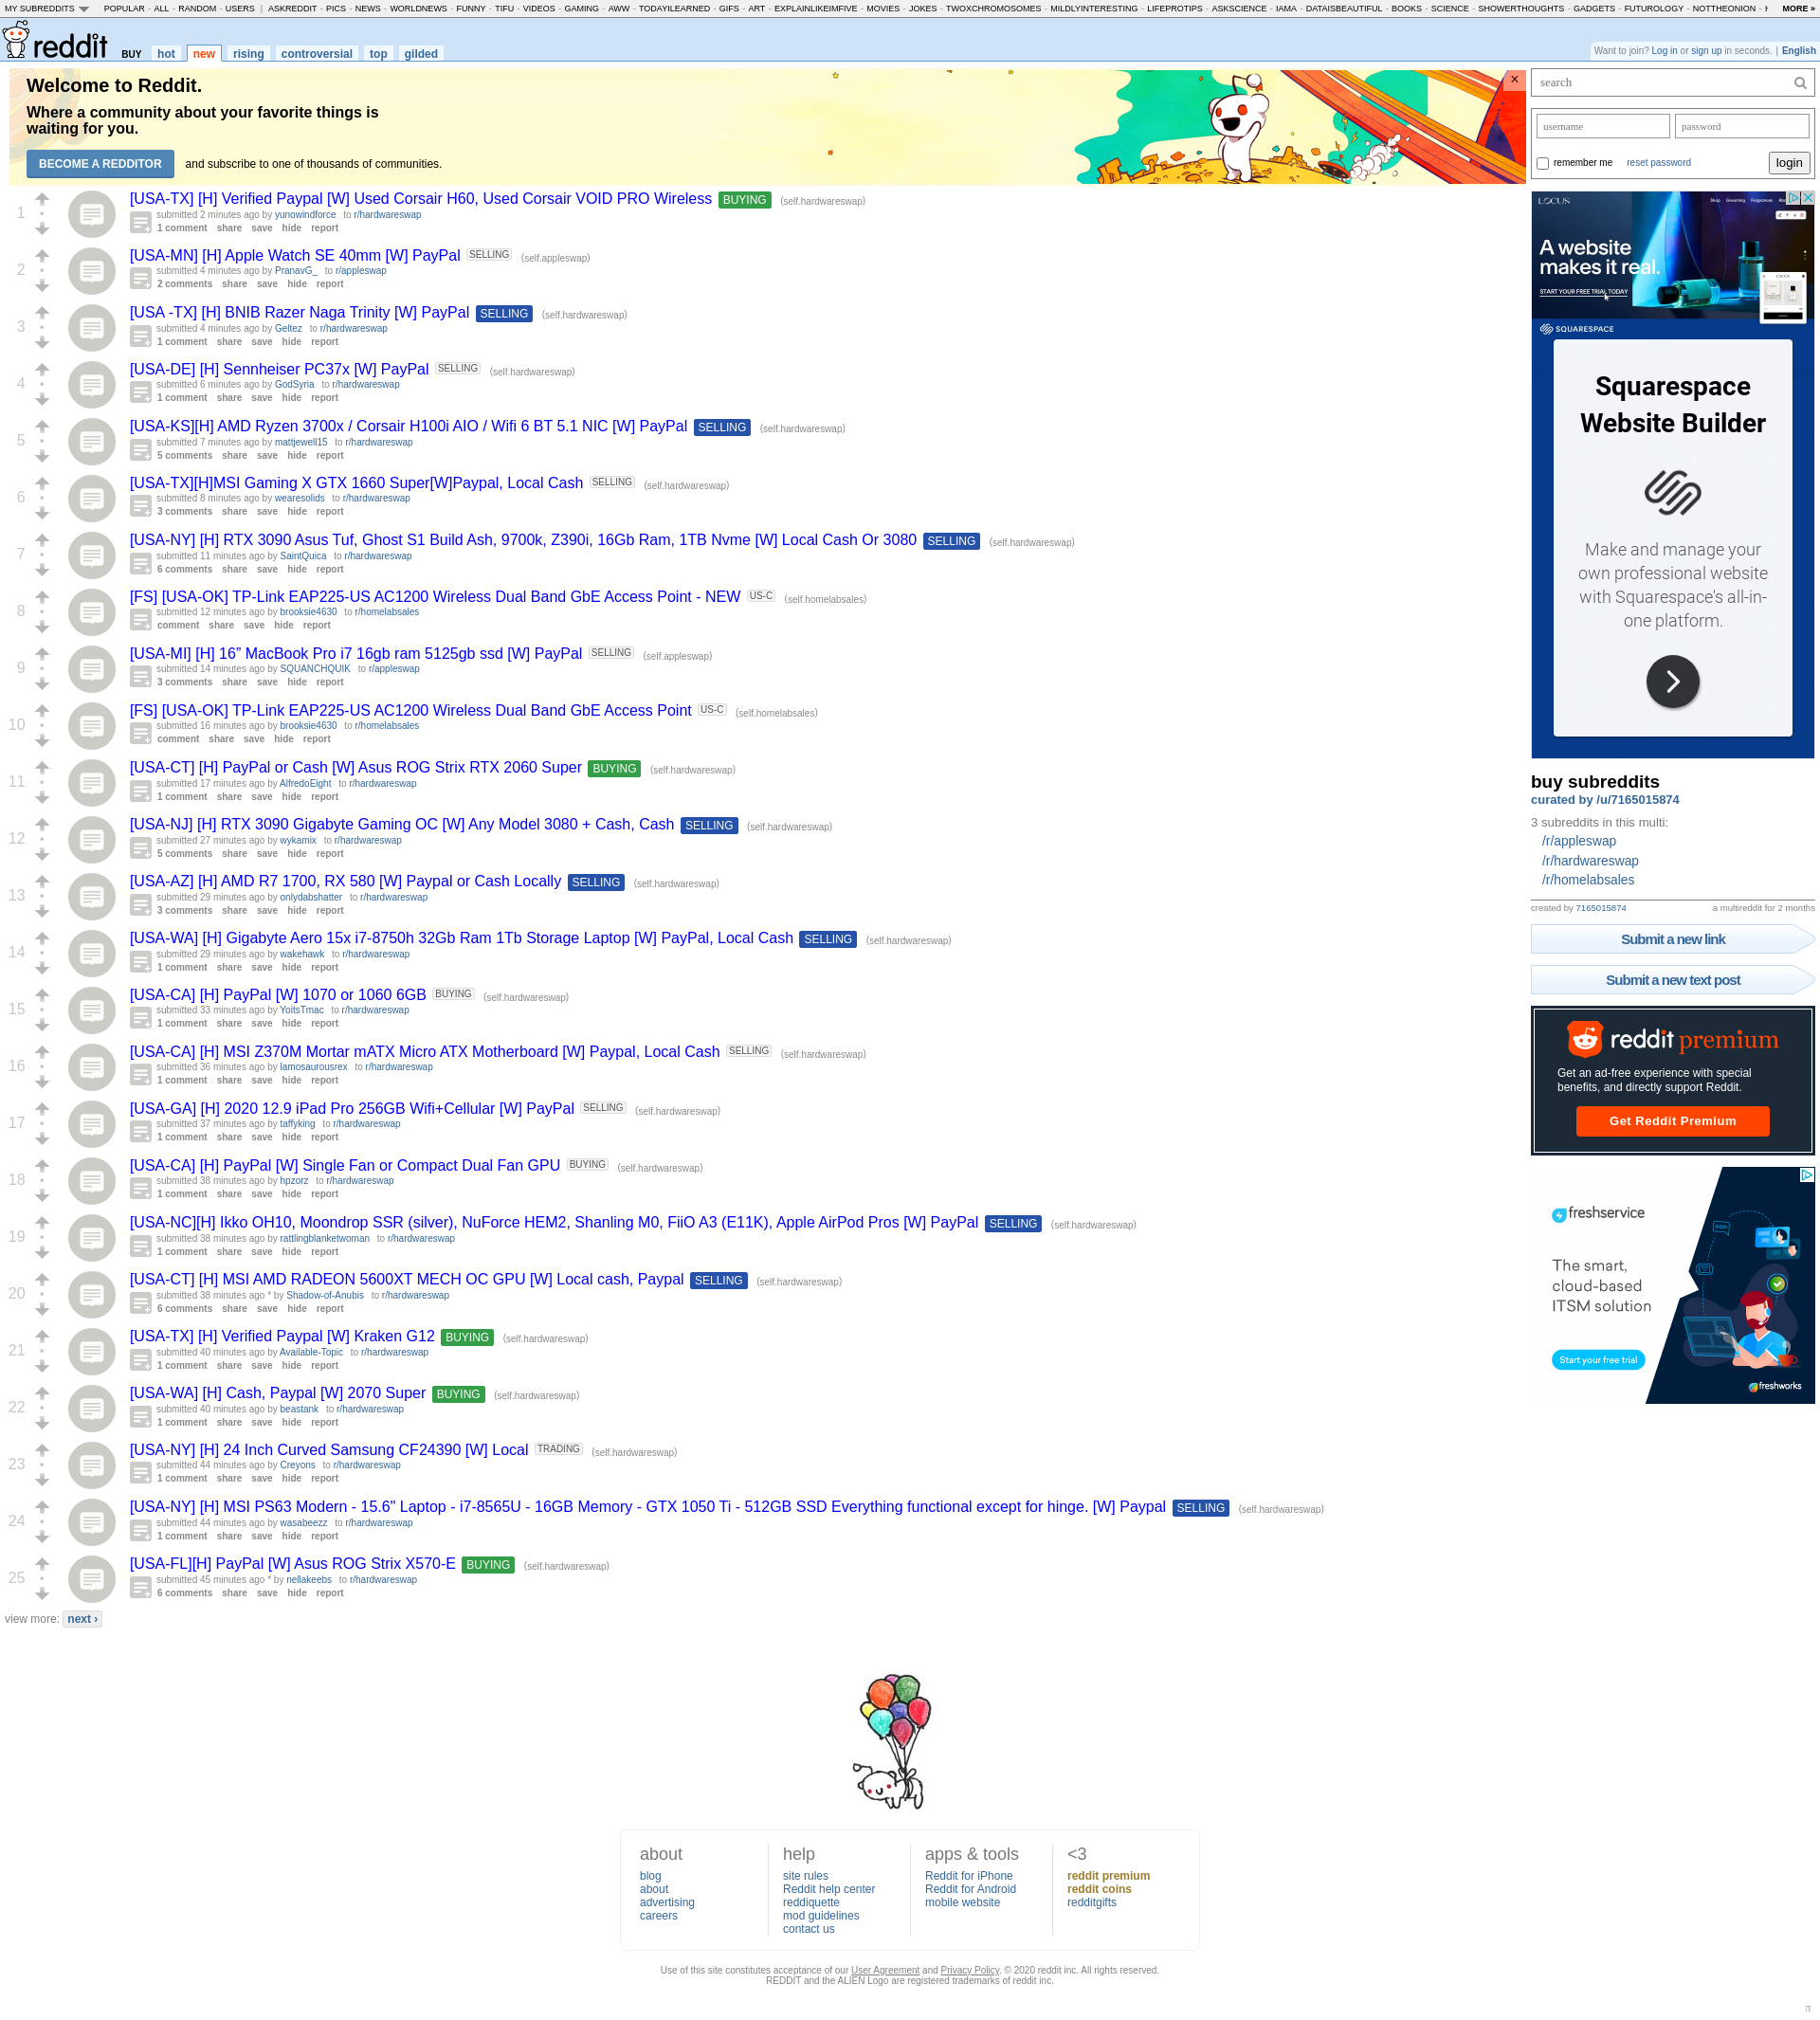 MY SUBREDDITS POPULAR - ALL - RANDOM - USERS | ASKREDDIT - PICS - NEWS - WORLDNEWS - FUNNY - TIFU - VIDEOS - GAMING - AWW - TODAYILEARNED - GIFS - ART - EXPLAINLIKEIMFIVE - MOVIES - JOKES - TWOXCHROMOSOMES - MILDLYINTERESTING - LIFEPROTIPS - ASKSCIENCE - IAMA - DATAISBEAUTIFUL - BOOKS - SCIENCE - SHOWERTHOUGHTS - GADGETS - FUTUROLOGY - NOTTHEONION - MORE »
reddit BUY hot new rising controversial top gilded
Want to join? Log in or sign up in seconds. | English
Welcome to Reddit.
Where a community about your favorite things is
waiting for you.
BECOME A REDDITOR and subscribe to one of thousands of communities.
1
[USA-TX] [H] Verified Paypal [W] Used Corsair H60, Used Corsair VOID PRO Wireless BUYING (self.hardwareswap)
submitted 2 minutes ago by yunowindforce to r/hardwareswap
1 comment share save hide report
2
[USA-MN] [H] Apple Watch SE 40mm [W] PayPal SELLING (self.appleswap)
submitted 4 minutes ago by PranavG_ to r/appleswap
2 comments share save hide report
3
[USA -TX] [H] BNIB Razer Naga Trinity [W] PayPal SELLING (self.hardwareswap)
submitted 4 minutes ago by Geltez to r/hardwareswap
1 comment share save hide report
4
[USA-DE] [H] Sennheiser PC37x [W] PayPal SELLING (self.hardwareswap)
submitted 6 minutes ago by GodSyria to r/hardwareswap
1 comment share save hide report
5
[USA-KS][H] AMD Ryzen 3700x / Corsair H100i AIO / Wifi 6 BT 5.1 NIC [W] PayPal SELLING (self.hardwareswap)
submitted 7 minutes ago by mattjewell15 to r/hardwareswap
5 comments share save hide report
6
[USA-TX][H]MSI Gaming X GTX 1660 Super[W]Paypal, Local Cash SELLING (self.hardwareswap)
submitted 8 minutes ago by wearesolids to r/hardwareswap
3 comments share save hide report
7
[USA-NY] [H] RTX 3090 Asus Tuf, Ghost S1 Build Ash, 9700k, Z390i, 16Gb Ram, 1TB Nvme [W] Local Cash Or 3080 SELLING (self.hardwareswap)
submitted 11 minutes ago by SaintQuica to r/hardwareswap
6 comments share save hide report
8
[FS] [USA-OK] TP-Link EAP225-US AC1200 Wireless Dual Band GbE Access Point - NEW US-C (self.homelabsales)
submitted 12 minutes ago by brooksie4630 to r/homelabsales
comment share save hide report
9
[USA-MI] [H] 16” MacBook Pro i7 16gb ram 5125gb ssd [W] PayPal SELLING (self.appleswap)
submitted 14 minutes ago by SQUANCHQUIK to r/appleswap
3 comments share save hide report
10
[FS] [USA-OK] TP-Link EAP225-US AC1200 Wireless Dual Band GbE Access Point US-C (self.homelabsales)
submitted 16 minutes ago by brooksie4630 to r/homelabsales
comment share save hide report
11
[USA-CT] [H] PayPal or Cash [W] Asus ROG Strix RTX 2060 Super BUYING (self.hardwareswap)
submitted 17 minutes ago by AlfredoEight to r/hardwareswap
1 comment share save hide report
12
[USA-NJ] [H] RTX 3090 Gigabyte Gaming OC [W] Any Model 3080 + Cash, Cash SELLING (self.hardwareswap)
submitted 27 minutes ago by wykamix to r/hardwareswap
5 comments share save hide report
13
[USA-AZ] [H] AMD R7 1700, RX 580 [W] Paypal or Cash Locally SELLING (self.hardwareswap)
submitted 29 minutes ago by onlydabshatter to r/hardwareswap
3 comments share save hide report
14
[USA-WA] [H] Gigabyte Aero 15x i7-8750h 32Gb Ram 1Tb Storage Laptop [W] PayPal, Local Cash SELLING (self.hardwareswap)
submitted 29 minutes ago by wakehawk to r/hardwareswap
1 comment share save hide report
15
[USA-CA] [H] PayPal [W] 1070 or 1060 6GB BUYING (self.hardwareswap)
submitted 33 minutes ago by YoitsTmac to r/hardwareswap
1 comment share save hide report
16
[USA-CA] [H] MSI Z370M Mortar mATX Micro ATX Motherboard [W] Paypal, Local Cash SELLING (self.hardwareswap)
submitted 36 minutes ago by lamosaurousrex to r/hardwareswap
1 comment share save hide report
17
[USA-GA] [H] 2020 12.9 iPad Pro 256GB Wifi+Cellular [W] PayPal SELLING (self.hardwareswap)
submitted 37 minutes ago by taffyking to r/hardwareswap
1 comment share save hide report
18
[USA-CA] [H] PayPal [W] Single Fan or Compact Dual Fan GPU BUYING (self.hardwareswap)
submitted 38 minutes ago by hpzorz to r/hardwareswap
1 comment share save hide report
19
[USA-NC][H] Ikko OH10, Moondrop SSR (silver), NuForce HEM2, Shanling M0, FiiO A3 (E11K), Apple AirPod Pros [W] PayPal SELLING (self.hardwareswap)
submitted 38 minutes ago by rattlingblanketwoman to r/hardwareswap
1 comment share save hide report
20
[USA-CT] [H] MSI AMD RADEON 5600XT MECH OC GPU [W] Local cash, Paypal SELLING (self.hardwareswap)
submitted 38 minutes ago * by Shadow-of-Anubis to r/hardwareswap
6 comments share save hide report
21
[USA-TX] [H] Verified Paypal [W] Kraken G12 BUYING (self.hardwareswap)
submitted 40 minutes ago by Available-Topic to r/hardwareswap
1 comment share save hide report
22
[USA-WA] [H] Cash, Paypal [W] 2070 Super BUYING (self.hardwareswap)
submitted 40 minutes ago by beastank to r/hardwareswap
1 comment share save hide report
23
[USA-NY] [H] 24 Inch Curved Samsung CF24390 [W] Local TRADING (self.hardwareswap)
submitted 44 minutes ago by Creyons to r/hardwareswap
1 comment share save hide report
24
[USA-NY] [H] MSI PS63 Modern - 15.6" Laptop - i7-8565U - 16GB Memory - GTX 1050 Ti - 512GB SSD Everything functional except for hinge. [W] Paypal SELLING (self.hardwareswap)
submitted 44 minutes ago by wasabeezz to r/hardwareswap
1 comment share save hide report
25
[USA-FL][H] PayPal [W] Asus ROG Strix X570-E BUYING (self.hardwareswap)
submitted 45 minutes ago * by nellakeebs to r/hardwareswap
6 comments share save hide report
view more: next ›
search
username password
remember me reset password login
LOCUS Shop Grooming Fragrances
A website
makes it real.
START YOUR FREE TRIAL TODAY
LOCUS
SQUARESPACE
Squarespace
Website Builder
Make and manage your
own professional website
with Squarespace's all-in-
one platform.
buy subreddits
curated by /u/7165015874
3 subreddits in this multi:
/r/appleswap
/r/hardwareswap
/r/homelabsales
created by 7165015874 a multireddit for 2 months
Submit a new link
Submit a new text post
reddit premium
Get an ad-free experience with special
benefits, and directly support Reddit.
Get Reddit Premium
freshservice
The smart,
cloud-based
ITSM solution
Start your free trial
freshworks
about
blog
about
advertising
careers
help
site rules
Reddit help center
reddiquette
mod guidelines
contact us
apps & tools
Reddit for iPhone
Reddit for Android
mobile website
<3
reddit premium
reddit coins
redditgifts
Use of this site constitutes acceptance of our User Agreement and Privacy Policy. © 2020 reddit inc. All rights reserved.
REDDIT and the ALIEN Logo are registered trademarks of reddit inc.
π